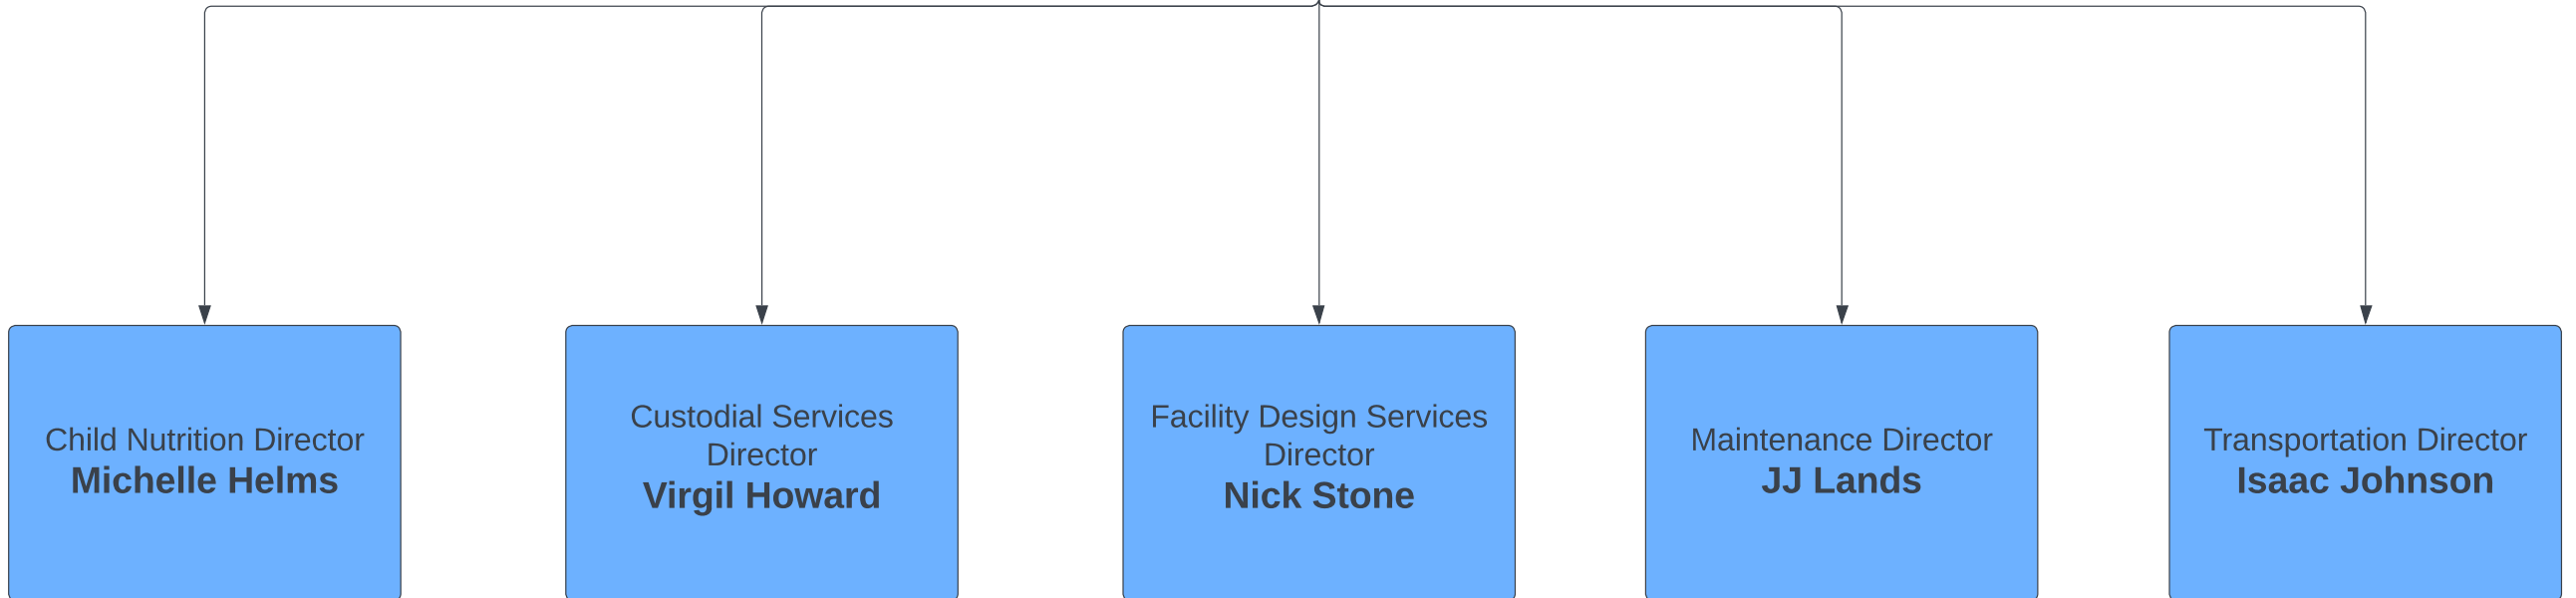 Child Nutrition Director
Michelle Helms
Custodial Services
Director
Virgil Howard
Facility Design Services
Director
Nick Stone
Maintenance Director
JJ Lands
Transportation Director
Isaac Johnson